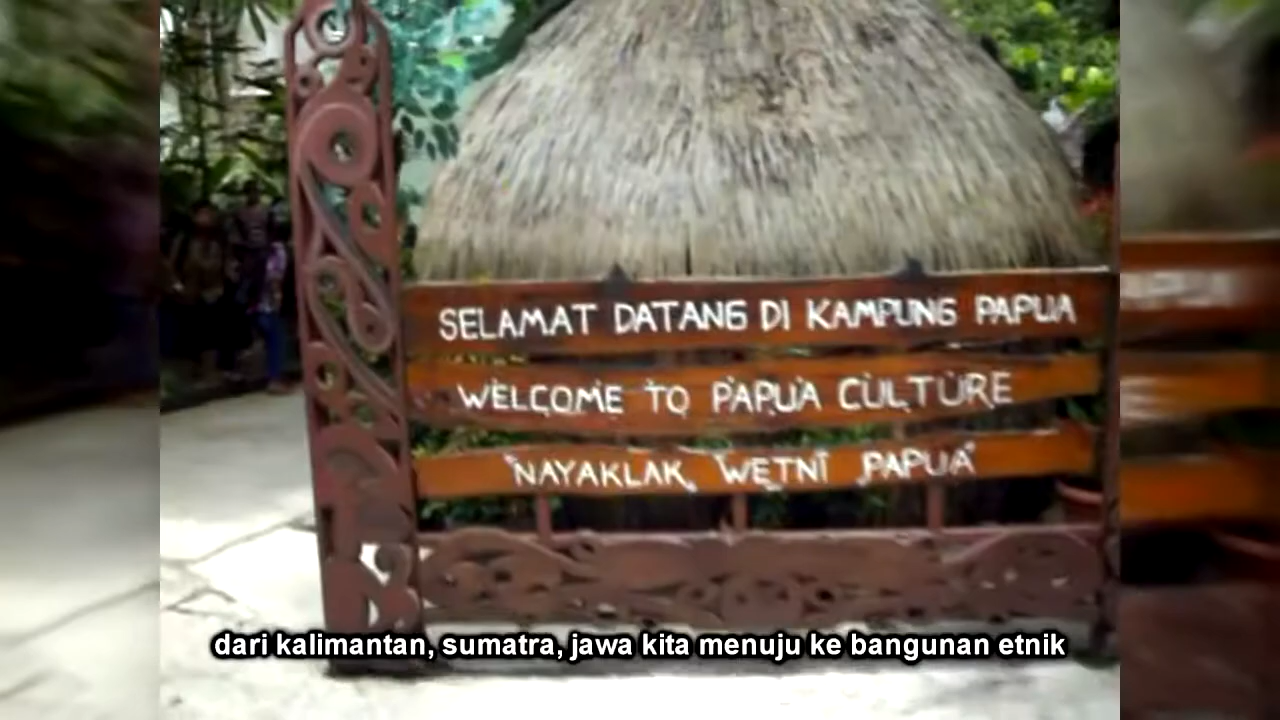 SELAMAT DATANG DI KAMPUNG PAPUA
WELCOME TO PAPUA CULTURE
NAYAKLAK WETNI PAPUA
dari kalimantan, sumatra, jawa kita menuju ke bangunan etnik